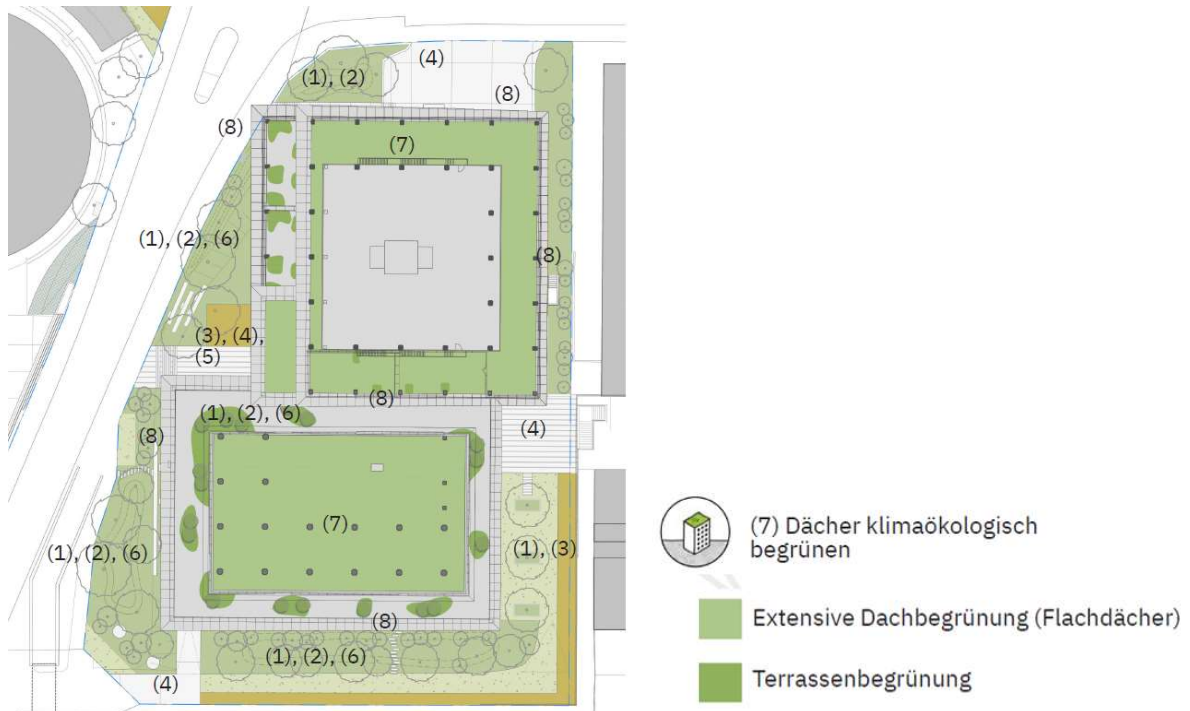 (4)
(1), (2)
(8)
(8)
(7)
(1), (2), (6)
(8)
(3), (4),
(5)
(8)
(1), (2), (6)
(4)
(8)
(7)
(1), (2), (6)
(1), (3)
(8)
(1), (2), (6)
(4)
(7) Dächer klimaökologisch
begrünen
Extensive Dachbegrünung (Flachdächer)
Terrassenbegrünung